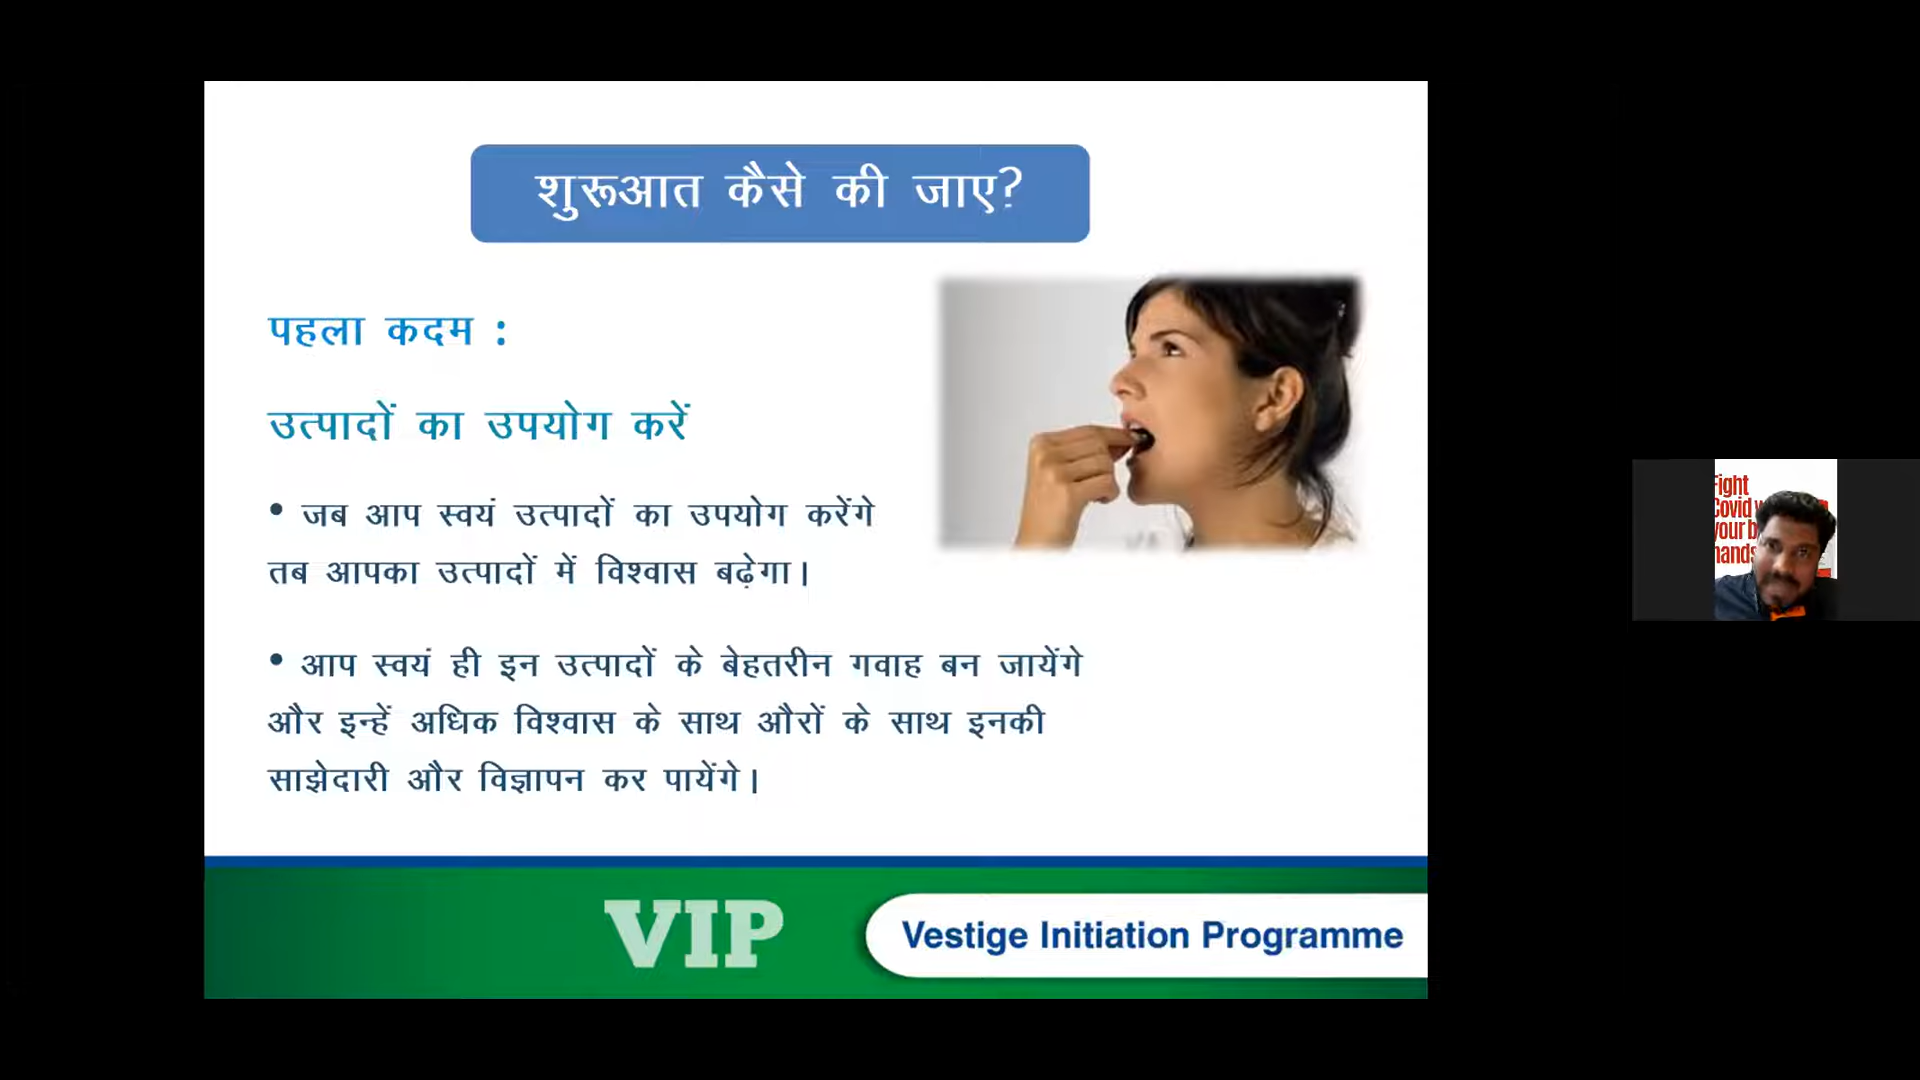 शुरूआत कैसे की जाए?
पहला कदम :
उत्पादों का उपयोग करें
• जब आप स्वयं उत्पादों का उपयोग करेंगे
तब आपका उत्पादों में विश्वास बढ़ेगा।
• आप स्वयं ही इन उत्पादों के बेहतरीन गवाह बन जायेंगे
और इन्हें अधिक विश्वास के साथ औरों के साथ इनकी
साझेदारी और विज्ञापन कर पायेंगे।
VIP
Vestige Initiation Programme
Covid
your